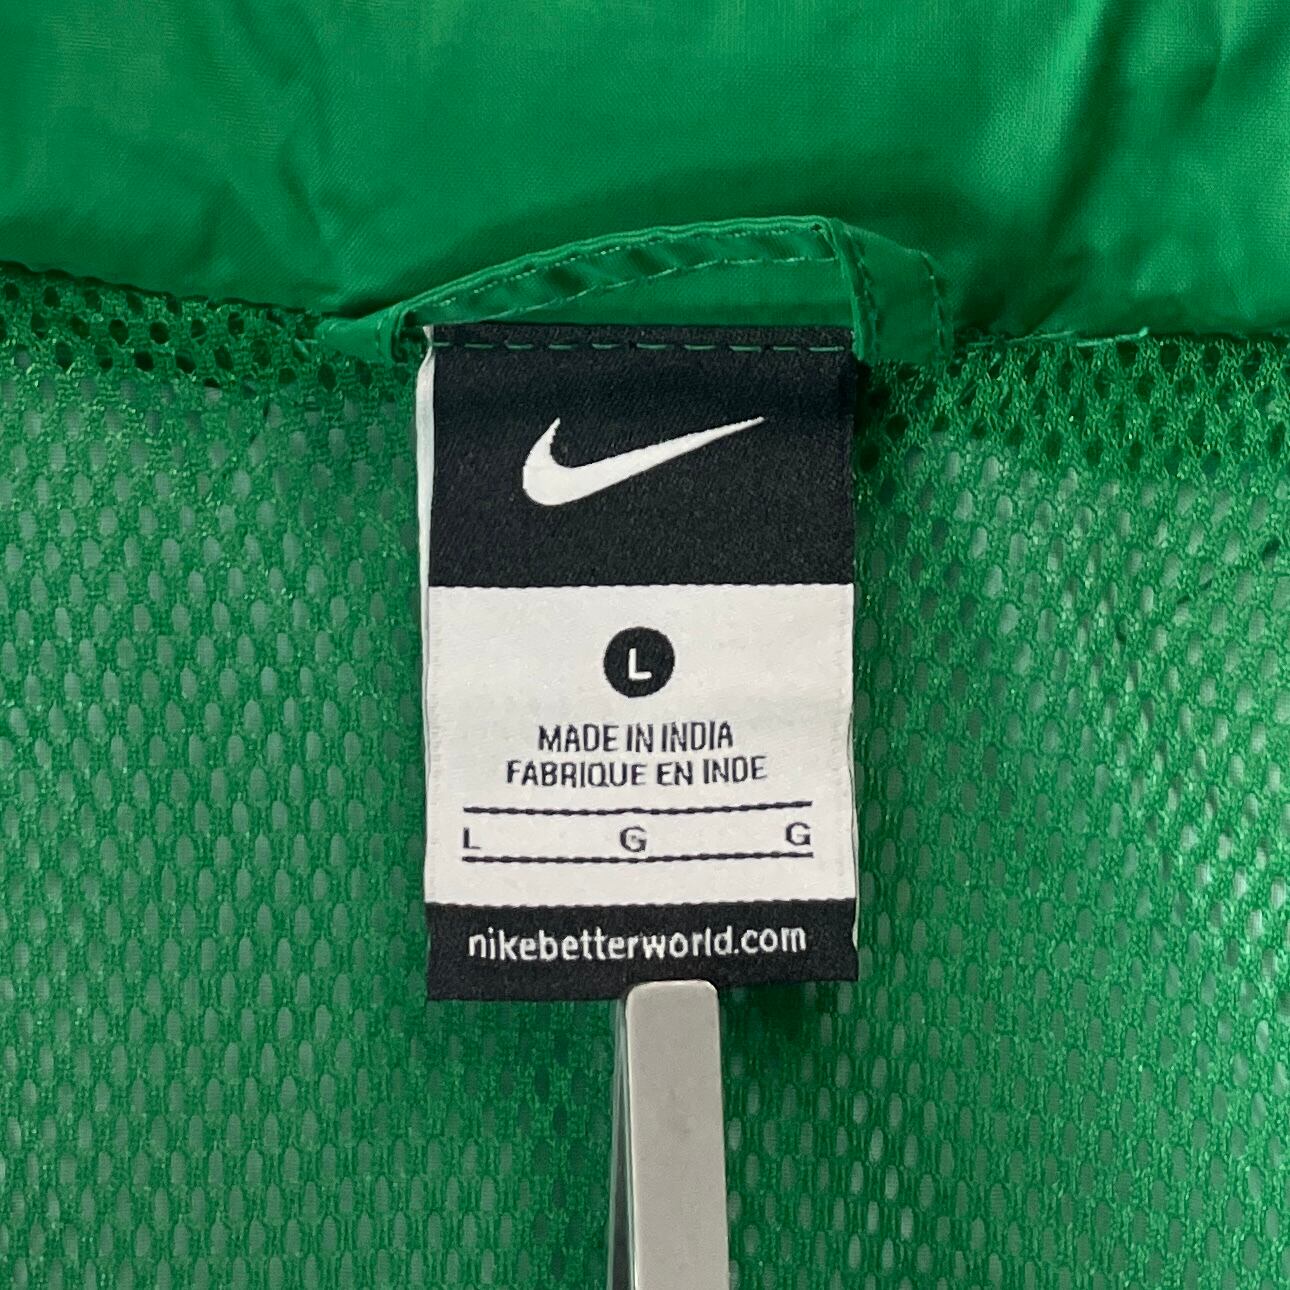 L
MADE IN INDIA
FABRIQUE EN INDE
L G G
nikebetterworld.com